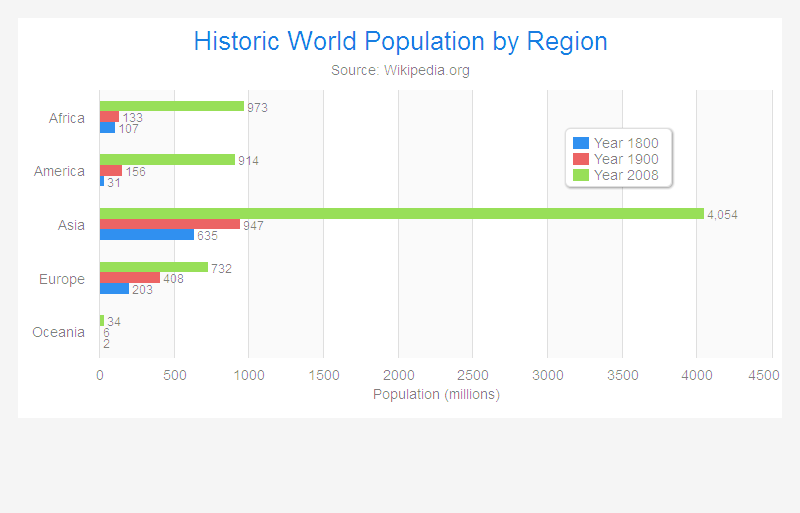 Historic World Population by Region
Source: Wikipedia.org
Africa
973
133
107
America
914
156
31
Asia
4,054
947
635
Europe
732
408
203
Oceania
34
6
2
Year 1800
Year 1900
Year 2008
0 500 1000 1500 2000 2500 3000 3500 4000 4500
Population (millions)